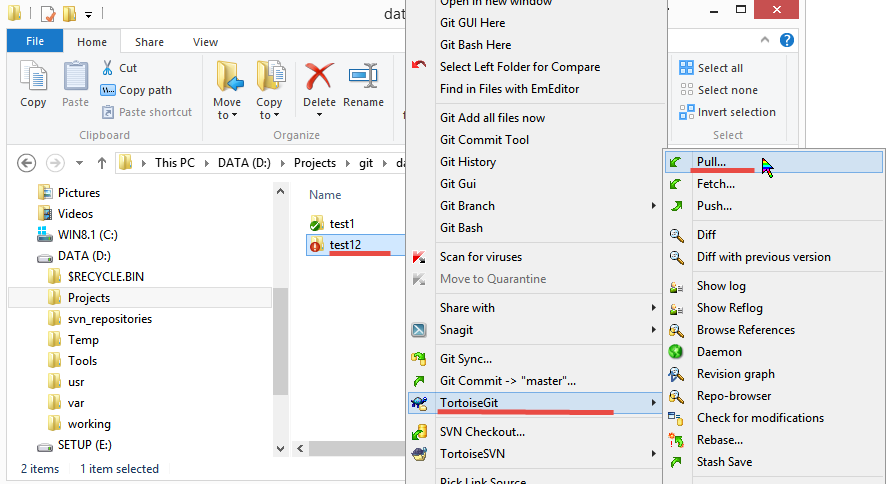 dat
File
Home
Share
View
Copy
Paste
Cut
Copy path
Paste shortcut
Clipboard
Move to
Copy to
Delete
Rename
Organize
Select all
Select none
Invert selection
Select
This PC
DATA (D:)
Projects
git
Pictures
Videos
WIN8.1 (C:)
DATA (D:)
$RECYCLE.BIN
Projects
svn_repositories
Temp
Tools
usr
var
working
SETUP (E:)
Name
test1
test12
2 items
1 item selected
Open in new window
Git GUI Here
Git Bash Here
Select Left Folder for Compare
Find in Files with EmEditor
Git Add all files now
Git Commit Tool
Git History
Git Gui
Git Branch
Git Bash
Scan for viruses
Move to Quarantine
Share with
Snagit
Git Sync...
Git Commit -> "master"...
TortoiseGit
SVN Checkout...
TortoiseSVN
Pick Link Source
Pull...
Fetch...
Push...
Diff
Diff with previous version
Show log
Show Reflog
Browse References
Daemon
Revision graph
Repo-browser
Check for modifications
Rebase...
Stash Save